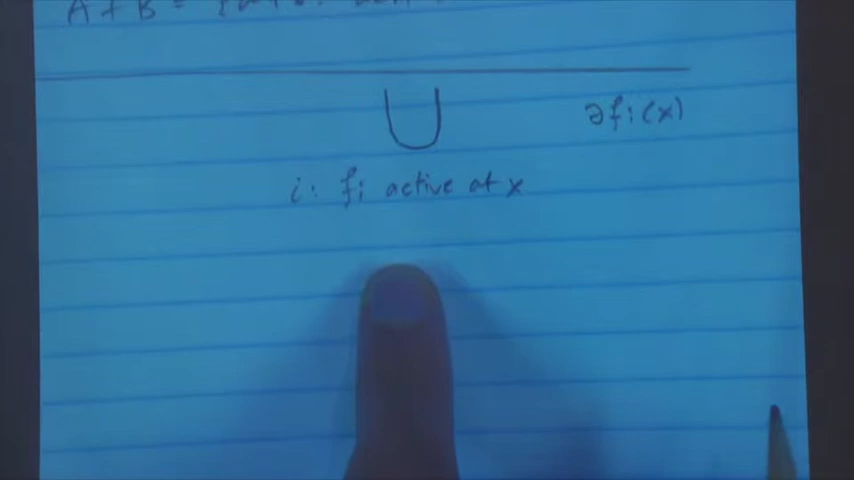 A + B =
∪ ∂fi(x)
i: fi active at x